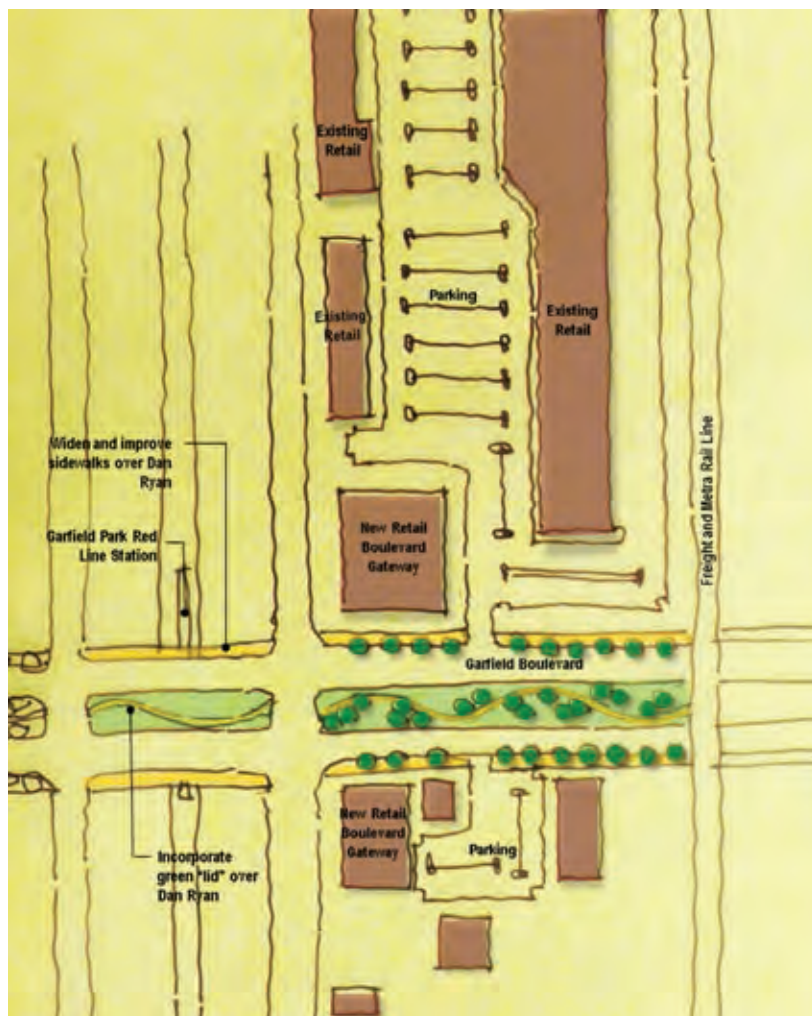 Existing
Retail
Parking
Existing
Retail
Existing
Retail
Widen and improve
sidewalks over Dan
Ryan
Garfield Park Red
Line Station
New Retail
Boulevard
Gateway
Freight and Metra Rail Line
Garfield Boulevard
New Retail
Boulevard
Gateway
Parking
Incorporate
green "lid" over
Dan Ryan